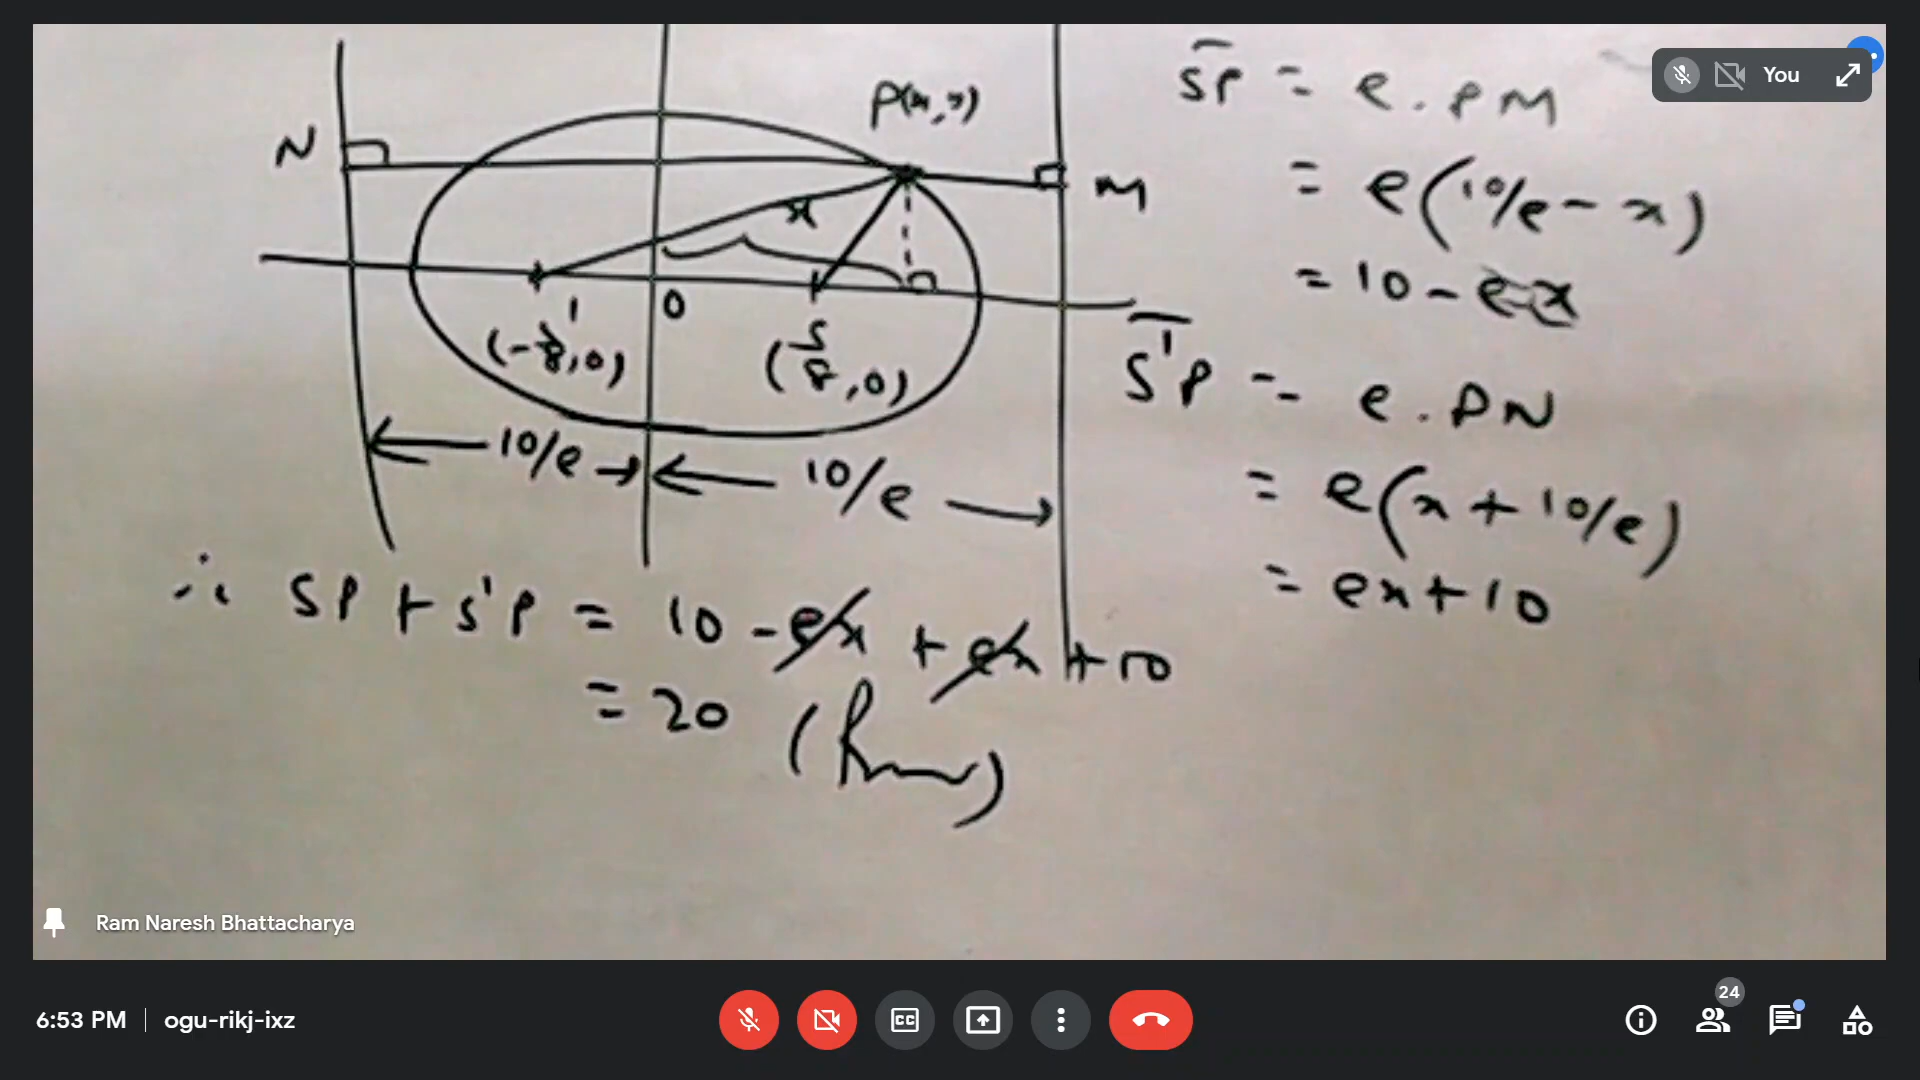 P(x,y)
N
M
x
S'
(-8,0)
O
S
(8,0)
10/e
10/e
SP = e.PM
= e(10/e - x)
= 10 - ex
S'P = e.PN
= e(x + 10/e)
= ex + 10
∴ SP + S'P = 10 - ex + ex + 10
= 20
You
Ram Naresh Bhattacharya
6:53 PM | ogu-rikj-ixz
CC
24